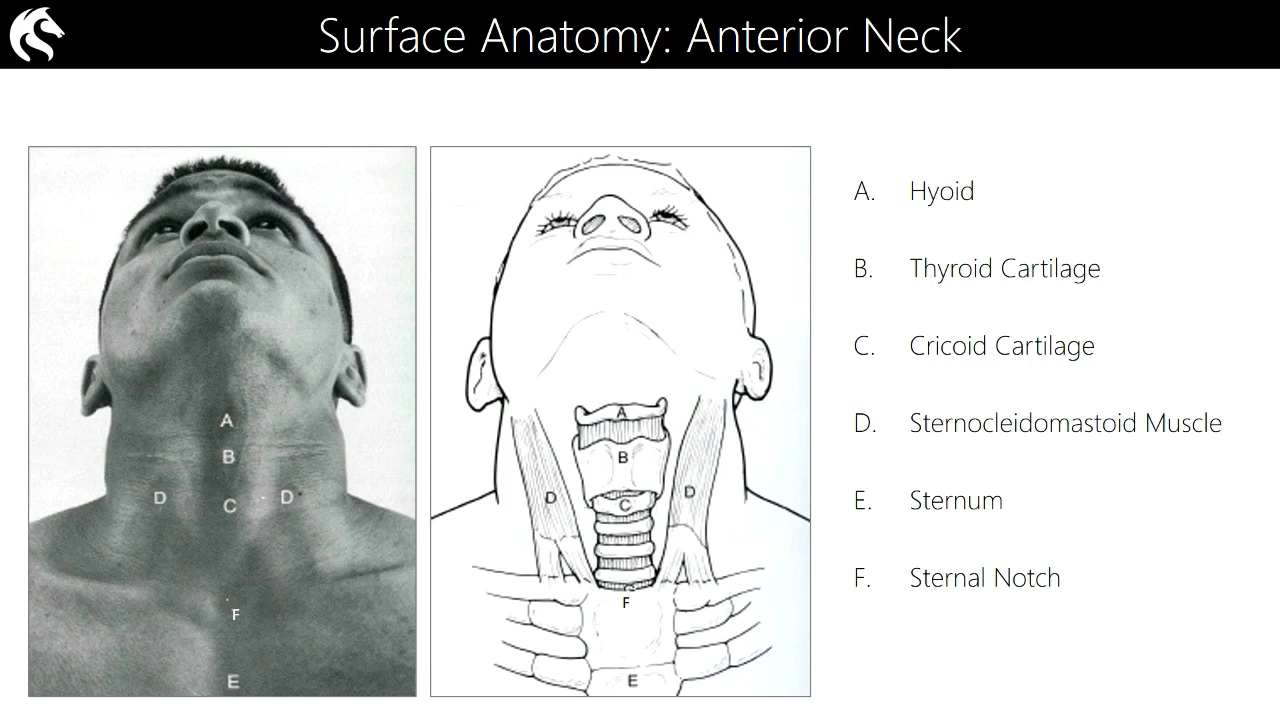 Surface Anatomy: Anterior Neck
A
B
D
C
D
F
E
A
B
D
D
C
F
E
A. Hyoid
B. Thyroid Cartilage
C. Cricoid Cartilage
D. Sternocleidomastoid Muscle
E. Sternum
F. Sternal Notch